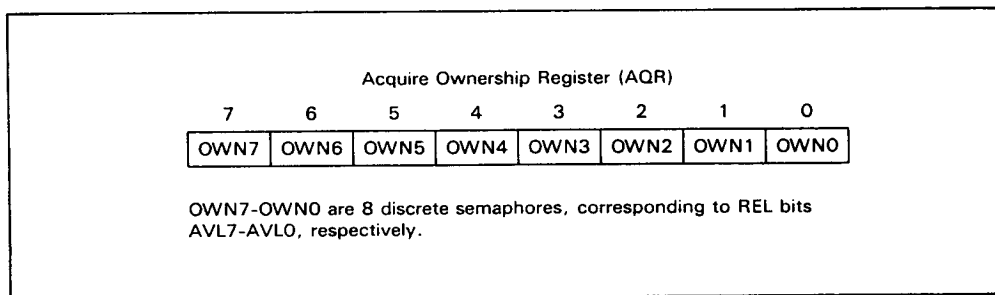 Acquire Ownership Register (AQR)
7 6 5 4 3 2 1 0
OWN7 OWN6 OWN5 OWN4 OWN3 OWN2 OWN1 OWN0
OWN7-OWN0 are 8 discrete semaphores, corresponding to REL bits
AVL7-AVL0, respectively.